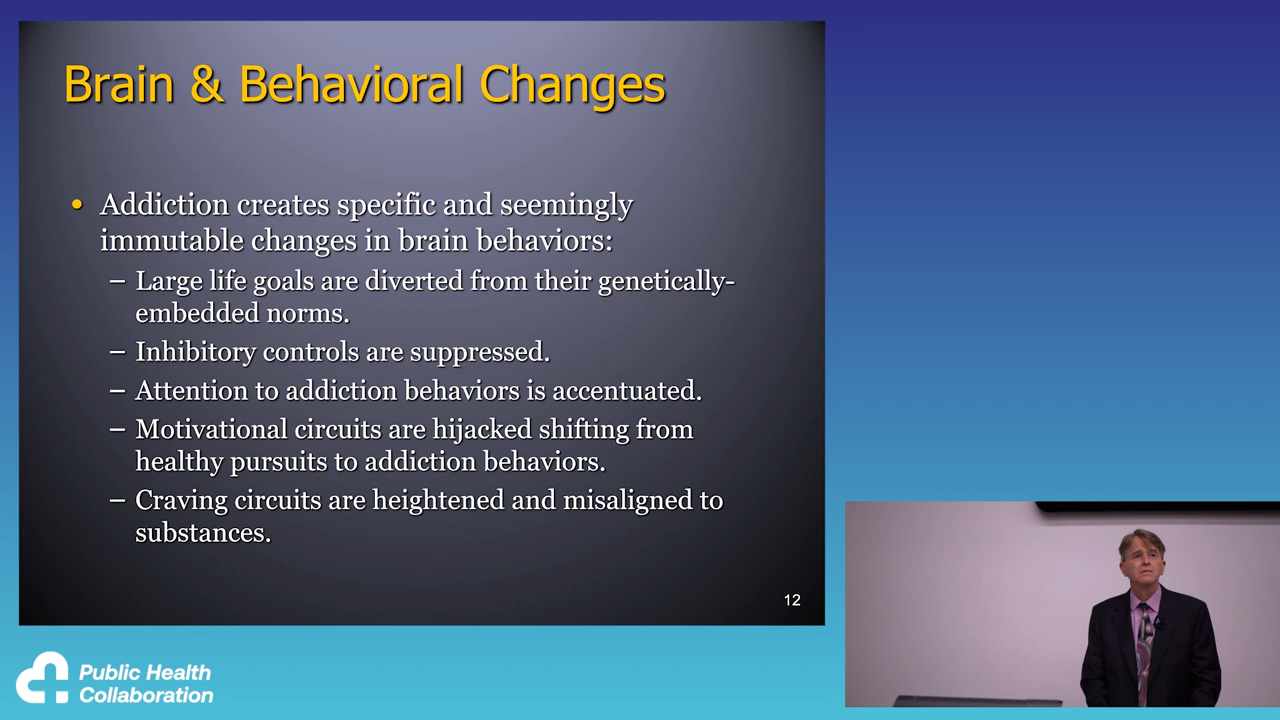 Brain & Behavioral Changes
• Addiction creates specific and seemingly
immutable changes in brain behaviors:
– Large life goals are diverted from their genetically-
embedded norms.
– Inhibitory controls are suppressed.
– Attention to addiction behaviors is accentuated.
– Motivational circuits are hijacked shifting from
healthy pursuits to addiction behaviors.
– Craving circuits are heightened and misaligned to
substances.
12
Public Health
Collaboration